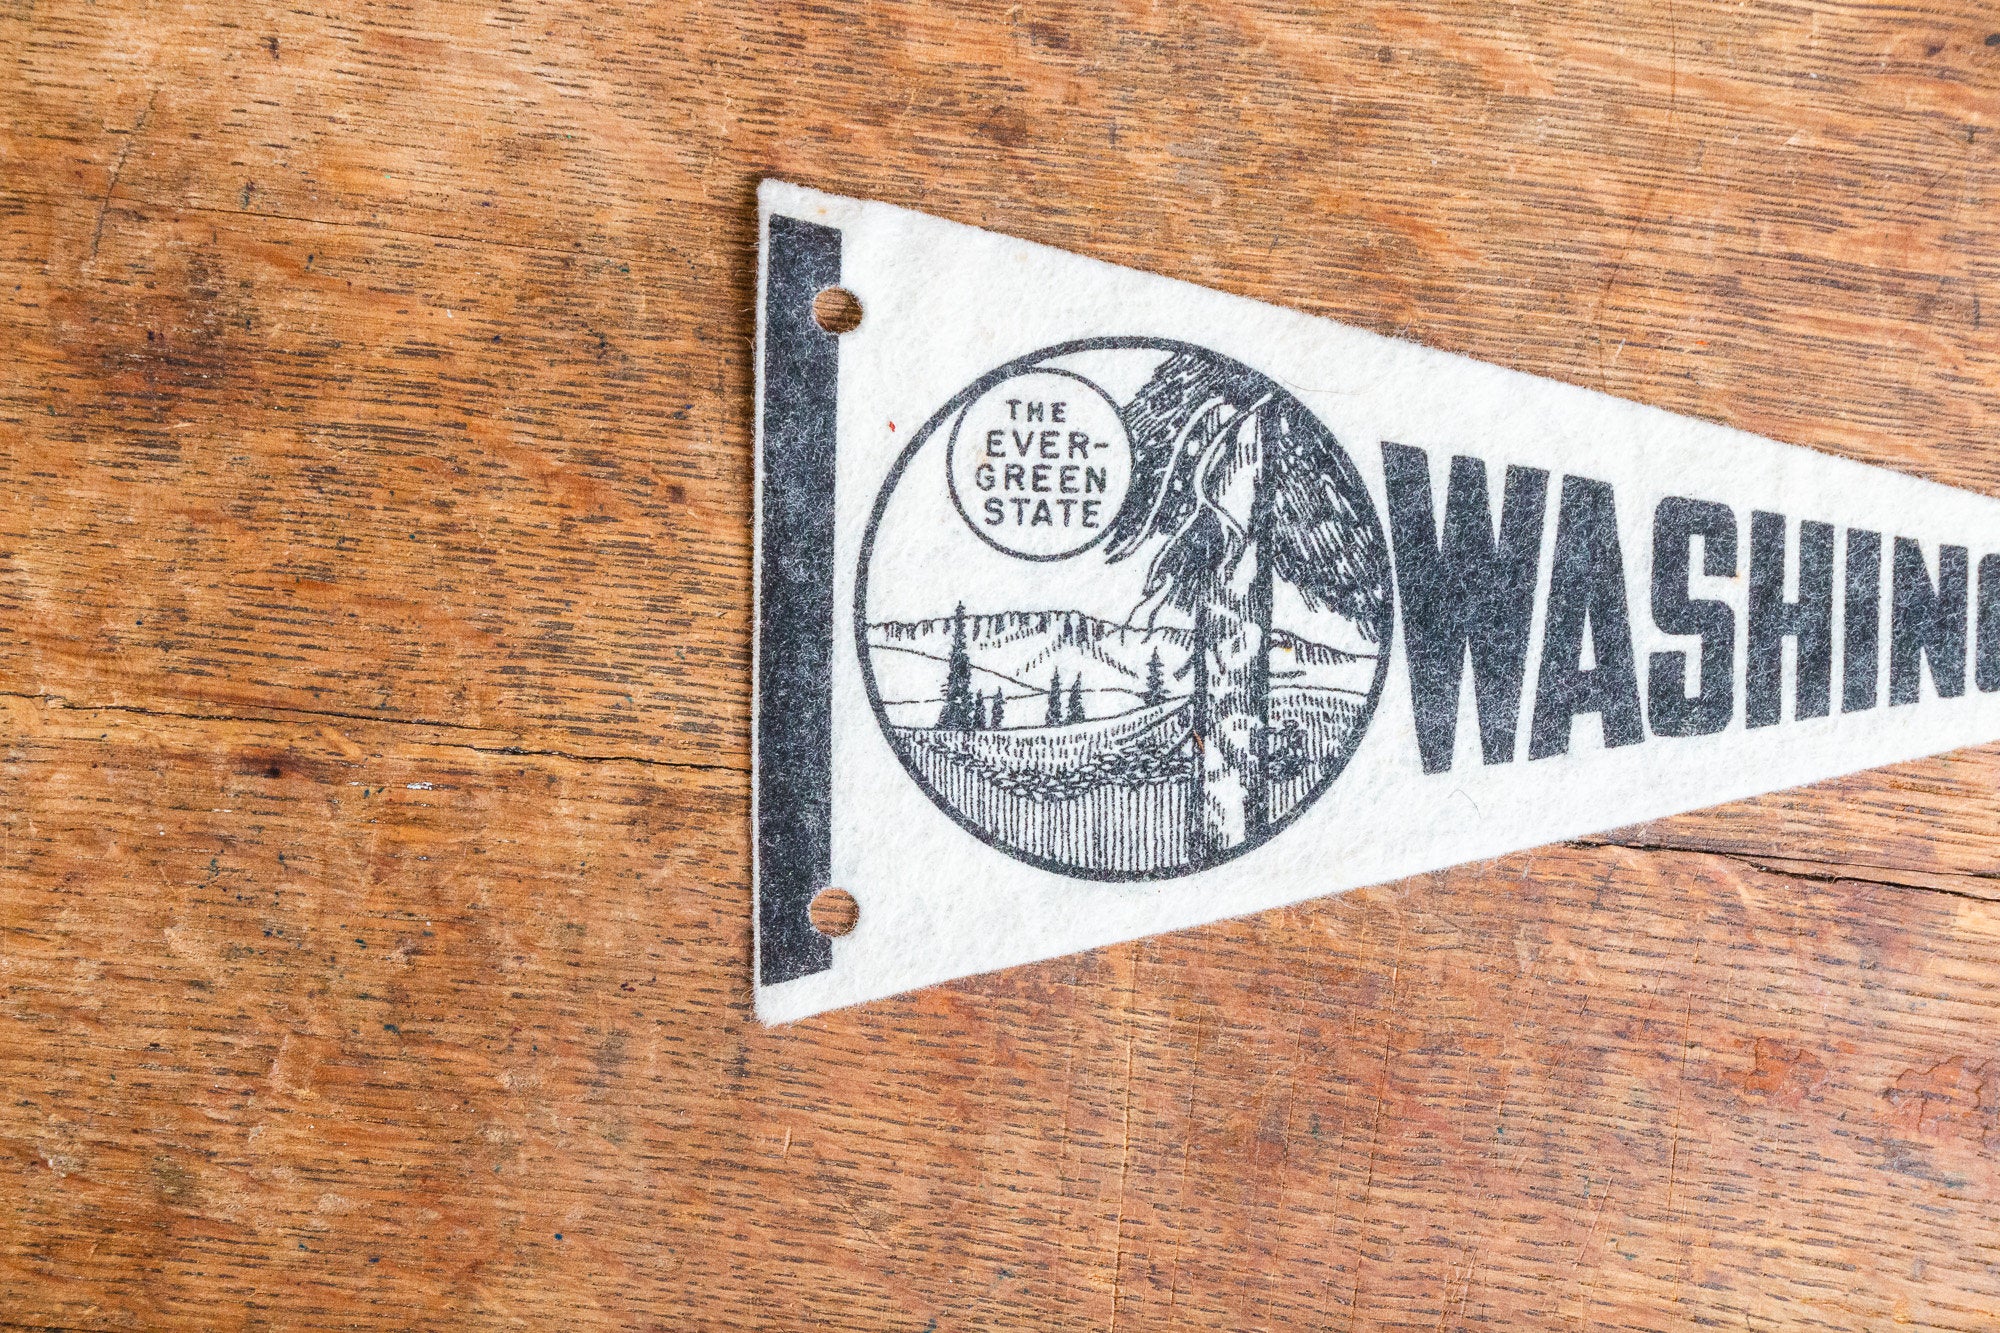 THE
EVER-
GREEN
STATE
WASHING